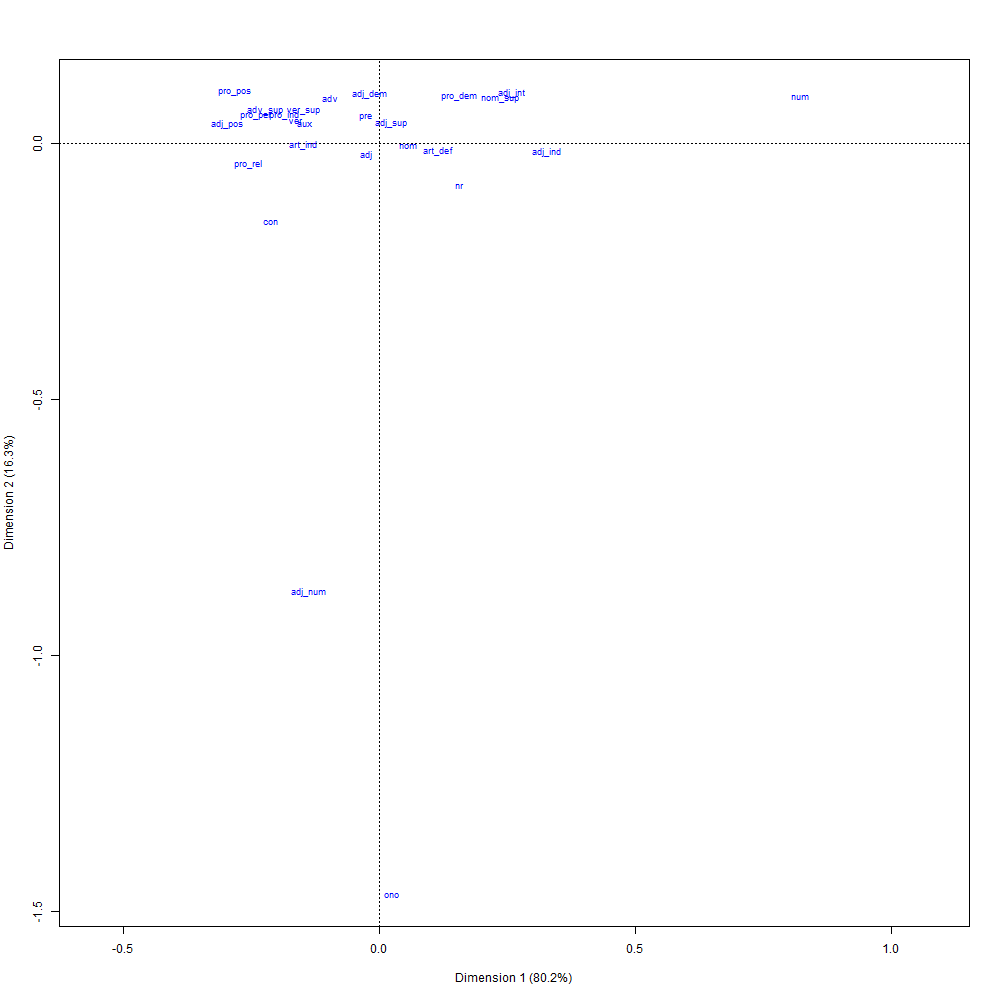 pro_pos
adj_dem
adj_int
pro_dem
nom_sup
num
adv
adv_sup
ver_sup
pro_per
pro_ind
ver
pre
adj_pos
aux
adj_sup
art_ind
nom
art_def
adj_ind
adj
pro_rel
nr
con
adj_num
ono
0.0
-0.5
-1.0
-1.5
Dimension 2 (16.3%)
-0.5
0.0
0.5
1.0
Dimension 1 (80.2%)